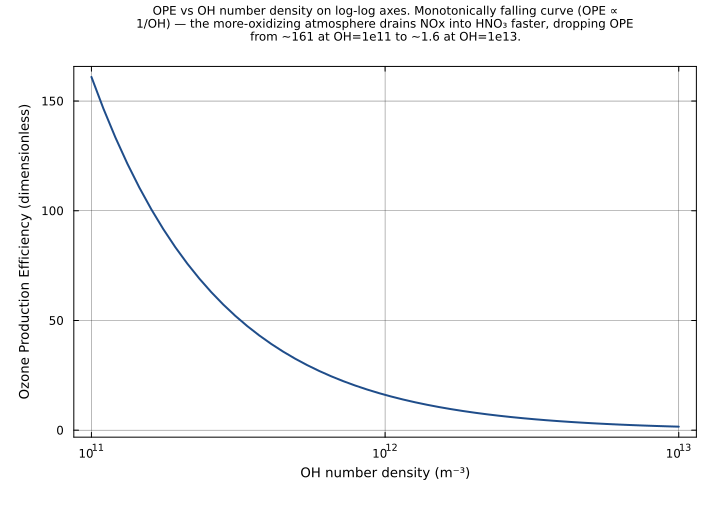 OPE vs OH number density on log-log axes. Monotonically falling curve (OPE ∝
1/OH) — the more-oxidizing atmosphere drains NOx into HNO₃ faster, dropping OPE
from ~161 at OH=1e11 to ~1.6 at OH=1e13.
Ozone Production Efficiency (dimensionless)
150
100
50
0
10¹¹ 10¹² 10¹³
OH number density (m⁻³)